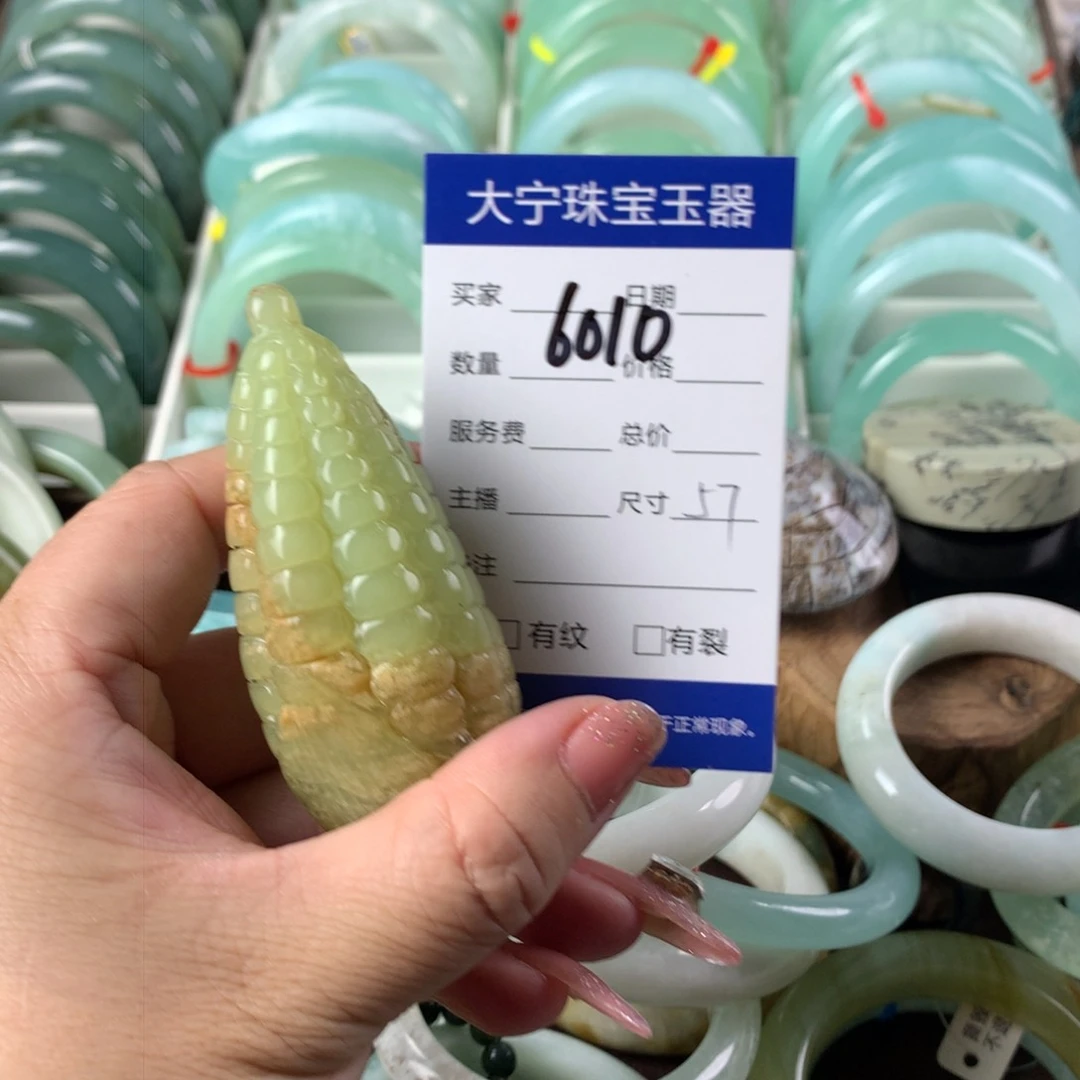 大宁珠宝玉器
6010
买家 日期
数量 价格
服务费 总价
主播 尺寸 57
注
有纹 有裂
于正常现象。